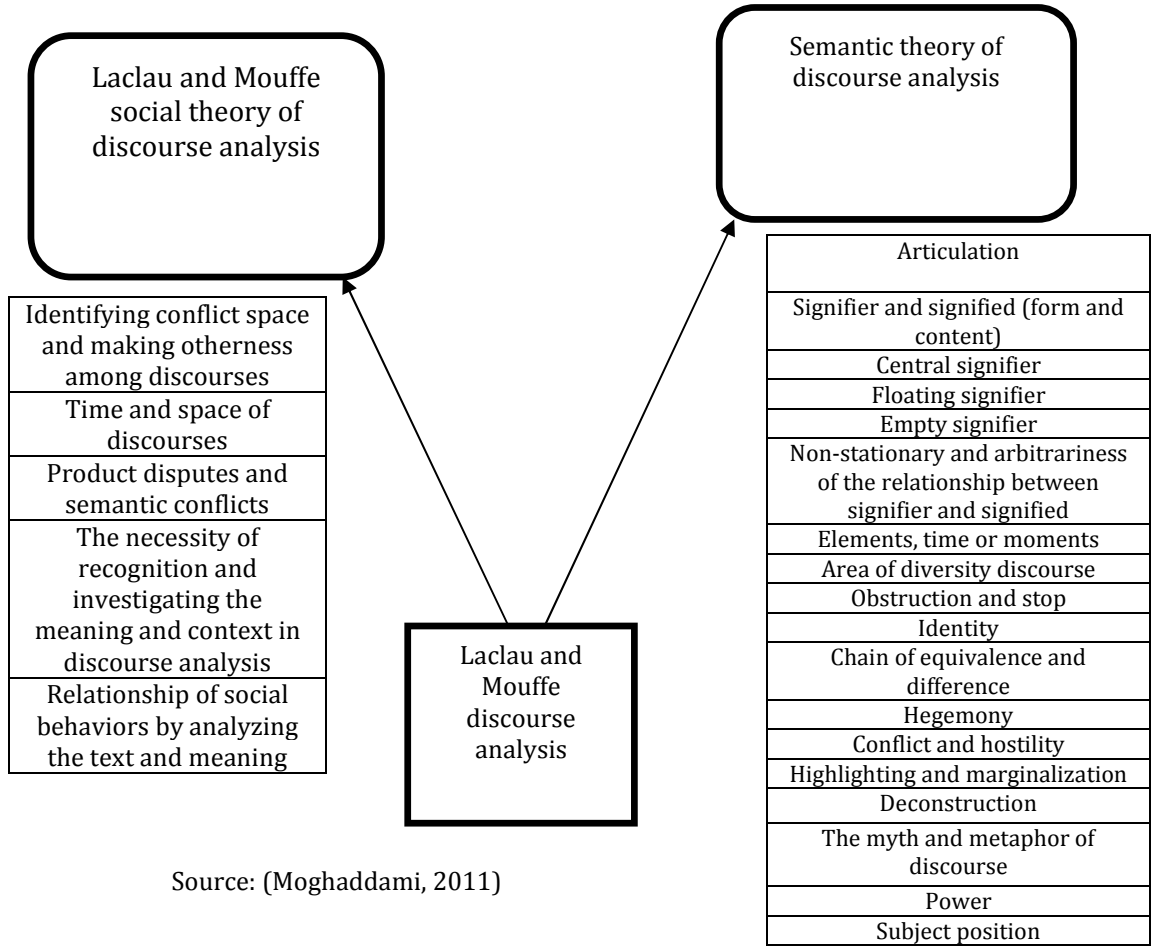 Laclau and Mouffe
social theory of
discourse analysis
Identifying conflict space
and making otherness
among discourses
Time and space of
discourses
Product disputes and
semantic conflicts
The necessity of
recognition and
investigating the
meaning and context in
discourse analysis
Relationship of social
behaviors by analyzing
the text and meaning
Semantic theory of
discourse analysis
Articulation
Signifier and signified (form and
content)
Central signifier
Floating signifier
Empty signifier
Non-stationary and arbitrariness
of the relationship between
signifier and signified
Elements, time or moments
Area of diversity discourse
Obstruction and stop
Identity
Chain of equivalence and
difference
Hegemony
Conflict and hostility
Highlighting and marginalization
Deconstruction
The myth and metaphor of
discourse
Power
Subject position
Laclau and
Mouffe
discourse
analysis
Source: (Moghaddami, 2011)